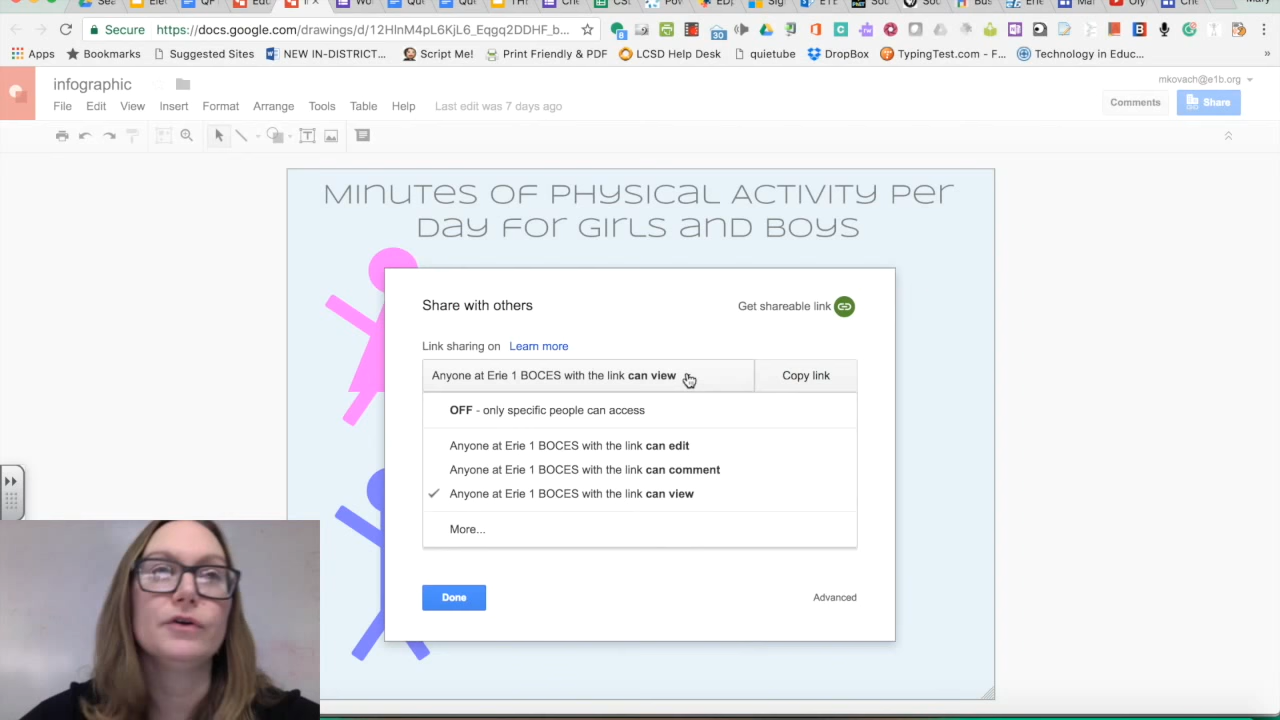 Secure https://docs.google.com/drawings/d/12HlnM4pL6KjL6_Eqgq2DDHF_b...
Apps Bookmarks Suggested Sites NEW IN-DISTRICT... Script Me! Print Friendly & PDF LCSD Help Desk quietube DropBox TypingTest.com - F... Technology in Educ... »
infographic
mkovach@e1b.org
File Edit View Insert Format Arrange Tools Table Help Last edit was 7 days ago
Comments Share
Minutes of Physical Activity Per
Day for Girls and Boys
Share with others Get shareable link
Link sharing on Learn more
Anyone at Erie 1 BOCES with the link can view Copy link
OFF - only specific people can access
Anyone at Erie 1 BOCES with the link can edit
Anyone at Erie 1 BOCES with the link can comment
Anyone at Erie 1 BOCES with the link can view
More...
Done Advanced